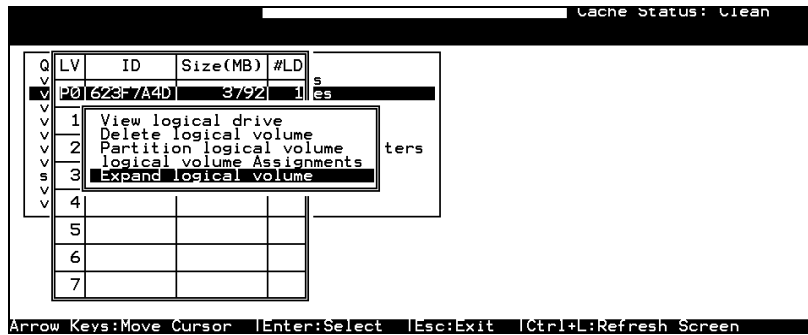 Cache Status: Clean
Q LV ID Size(MB) #LD
v s
v P0 623F7A4D 3792 1 es
v
v 1 View logical drive
v Delete logical volume
v 2 Partition logical volume ters
v logical volume Assignments
s 3 Expand logical volume
v
v 4
5
6
7
Arrow Keys:Move Cursor |Enter:Select |Esc:Exit |Ctrl+L:Refresh Screen